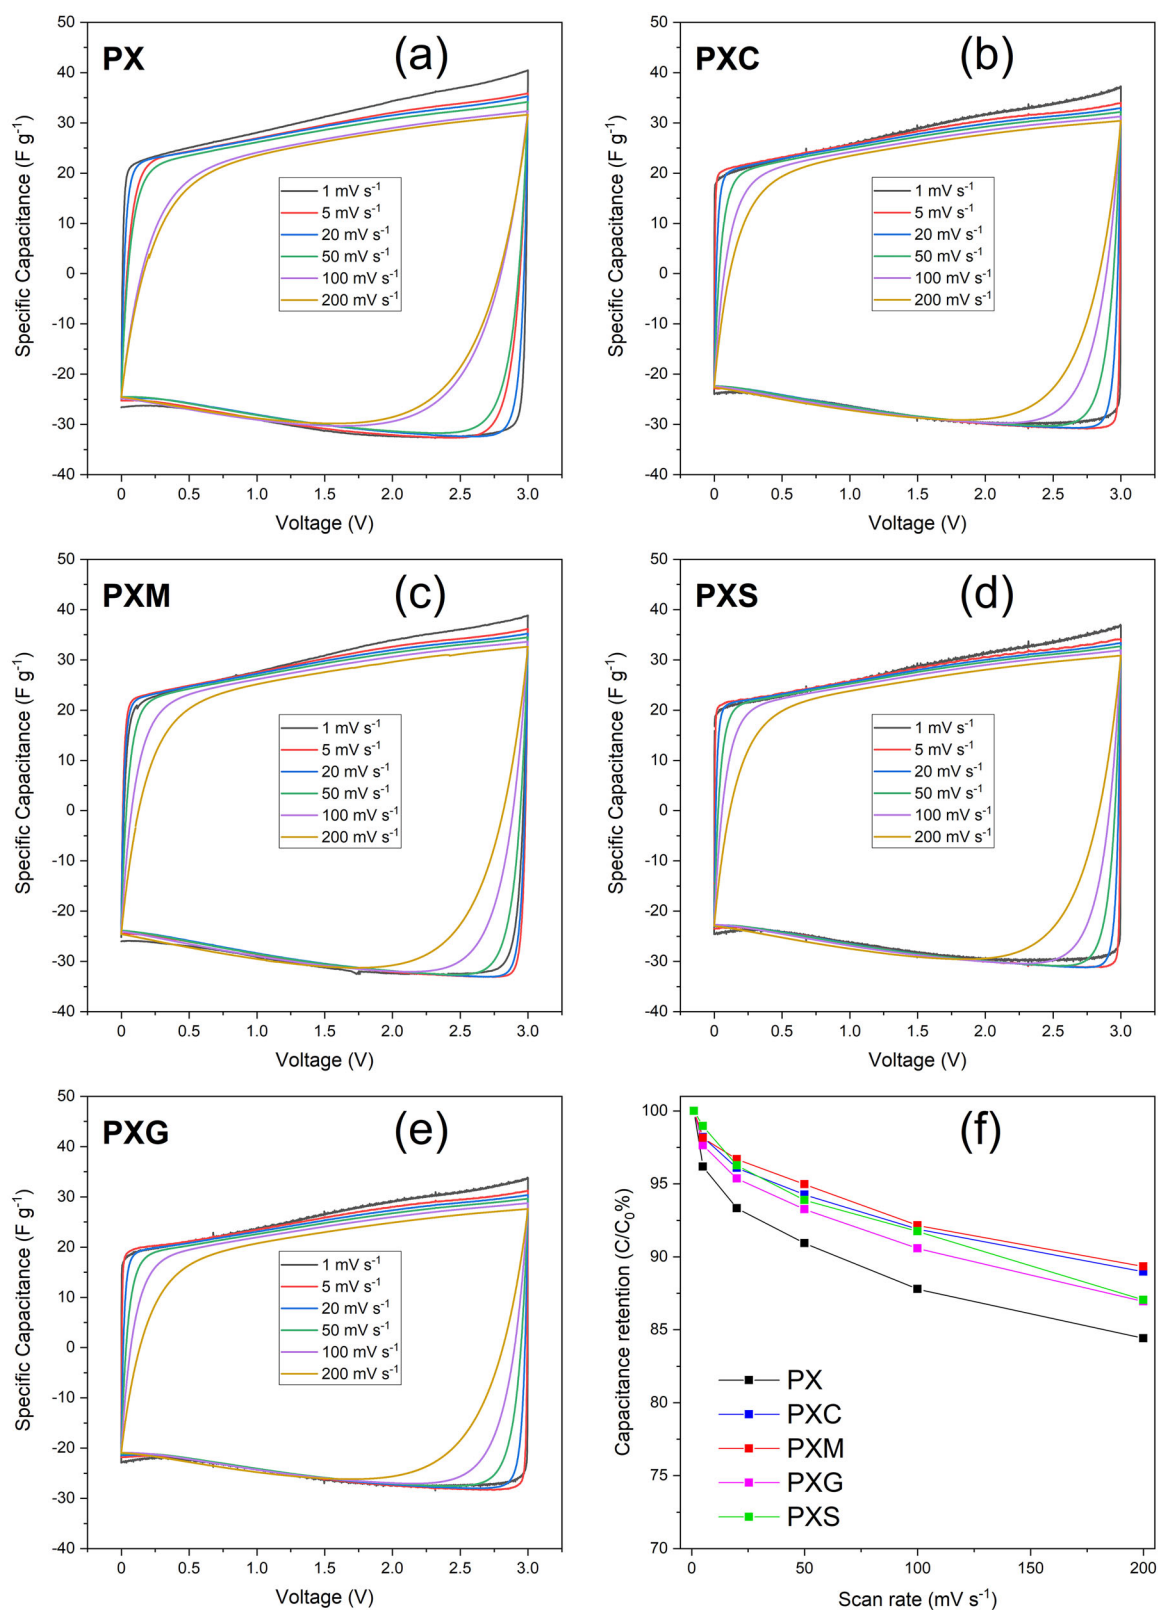 PX
(a)
50
40
30
20
10
0
-10
-20
-30
-40
Specific Capacitance (F g⁻¹)
1 mV s⁻¹
5 mV s⁻¹
20 mV s⁻¹
50 mV s⁻¹
100 mV s⁻¹
200 mV s⁻¹
0 0.5 1.0 1.5 2.0 2.5 3.0
Voltage (V)
PXC
(b)
50
40
30
20
10
0
-10
-20
-30
-40
Specific Capacitance (F g⁻¹)
1 mV s⁻¹
5 mV s⁻¹
20 mV s⁻¹
50 mV s⁻¹
100 mV s⁻¹
200 mV s⁻¹
0 0.5 1.0 1.5 2.0 2.5 3.0
Voltage (V)
PXM
(c)
50
40
30
20
10
0
-10
-20
-30
-40
Specific Capacitance (F g⁻¹)
1 mV s⁻¹
5 mV s⁻¹
20 mV s⁻¹
50 mV s⁻¹
100 mV s⁻¹
200 mV s⁻¹
0 0.5 1.0 1.5 2.0 2.5 3.0
Voltage (V)
PXS
(d)
50
40
30
20
10
0
-10
-20
-30
-40
Specific Capacitance (F g⁻¹)
1 mV s⁻¹
5 mV s⁻¹
20 mV s⁻¹
50 mV s⁻¹
100 mV s⁻¹
200 mV s⁻¹
0 0.5 1.0 1.5 2.0 2.5 3.0
Voltage (V)
PXG
(e)
50
40
30
20
10
0
-10
-20
-30
-40
Specific Capacitance (F g⁻¹)
1 mV s⁻¹
5 mV s⁻¹
20 mV s⁻¹
50 mV s⁻¹
100 mV s⁻¹
200 mV s⁻¹
0 0.5 1.0 1.5 2.0 2.5 3.0
Voltage (V)
(f)
100
95
90
85
80
75
70
Capacitance retention (C/C₀%)
PX
PXC
PXM
PXG
PXS
0 50 100 150 200
Scan rate (mV s⁻¹)